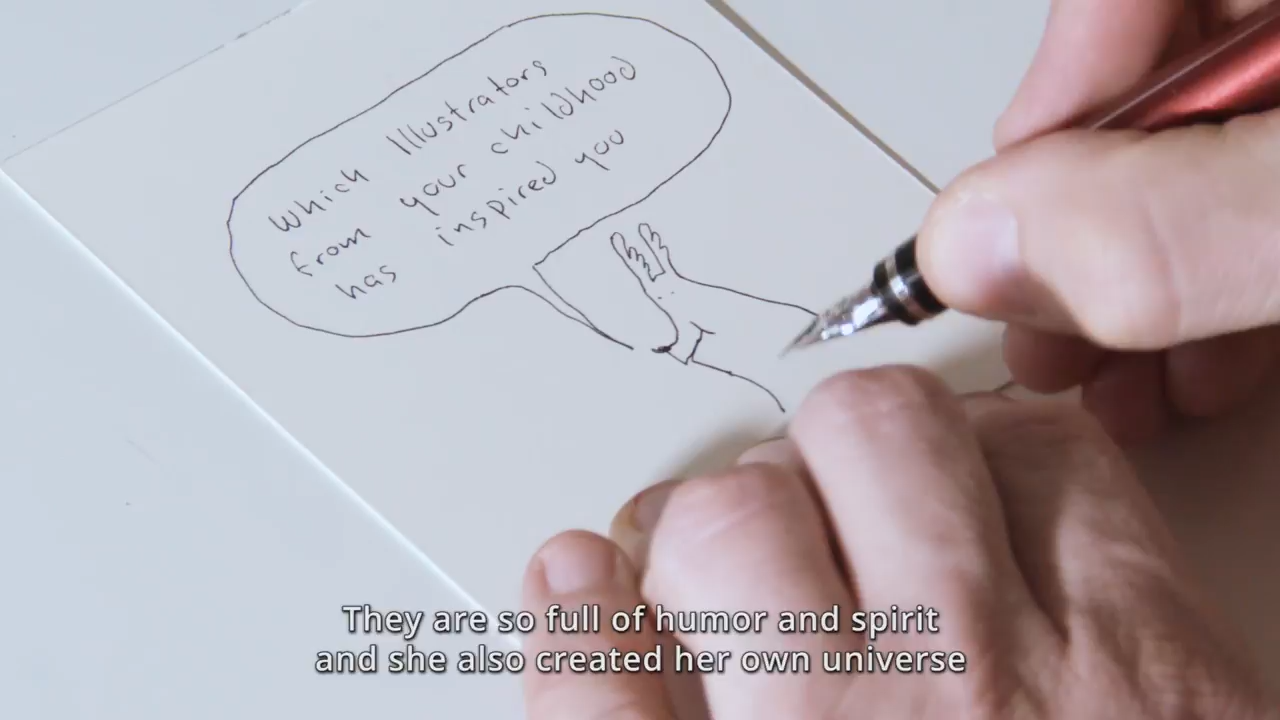 Which Illustrators
from your childhood
has inspired you
They are so full of humor and spirit
and she also created her own universe